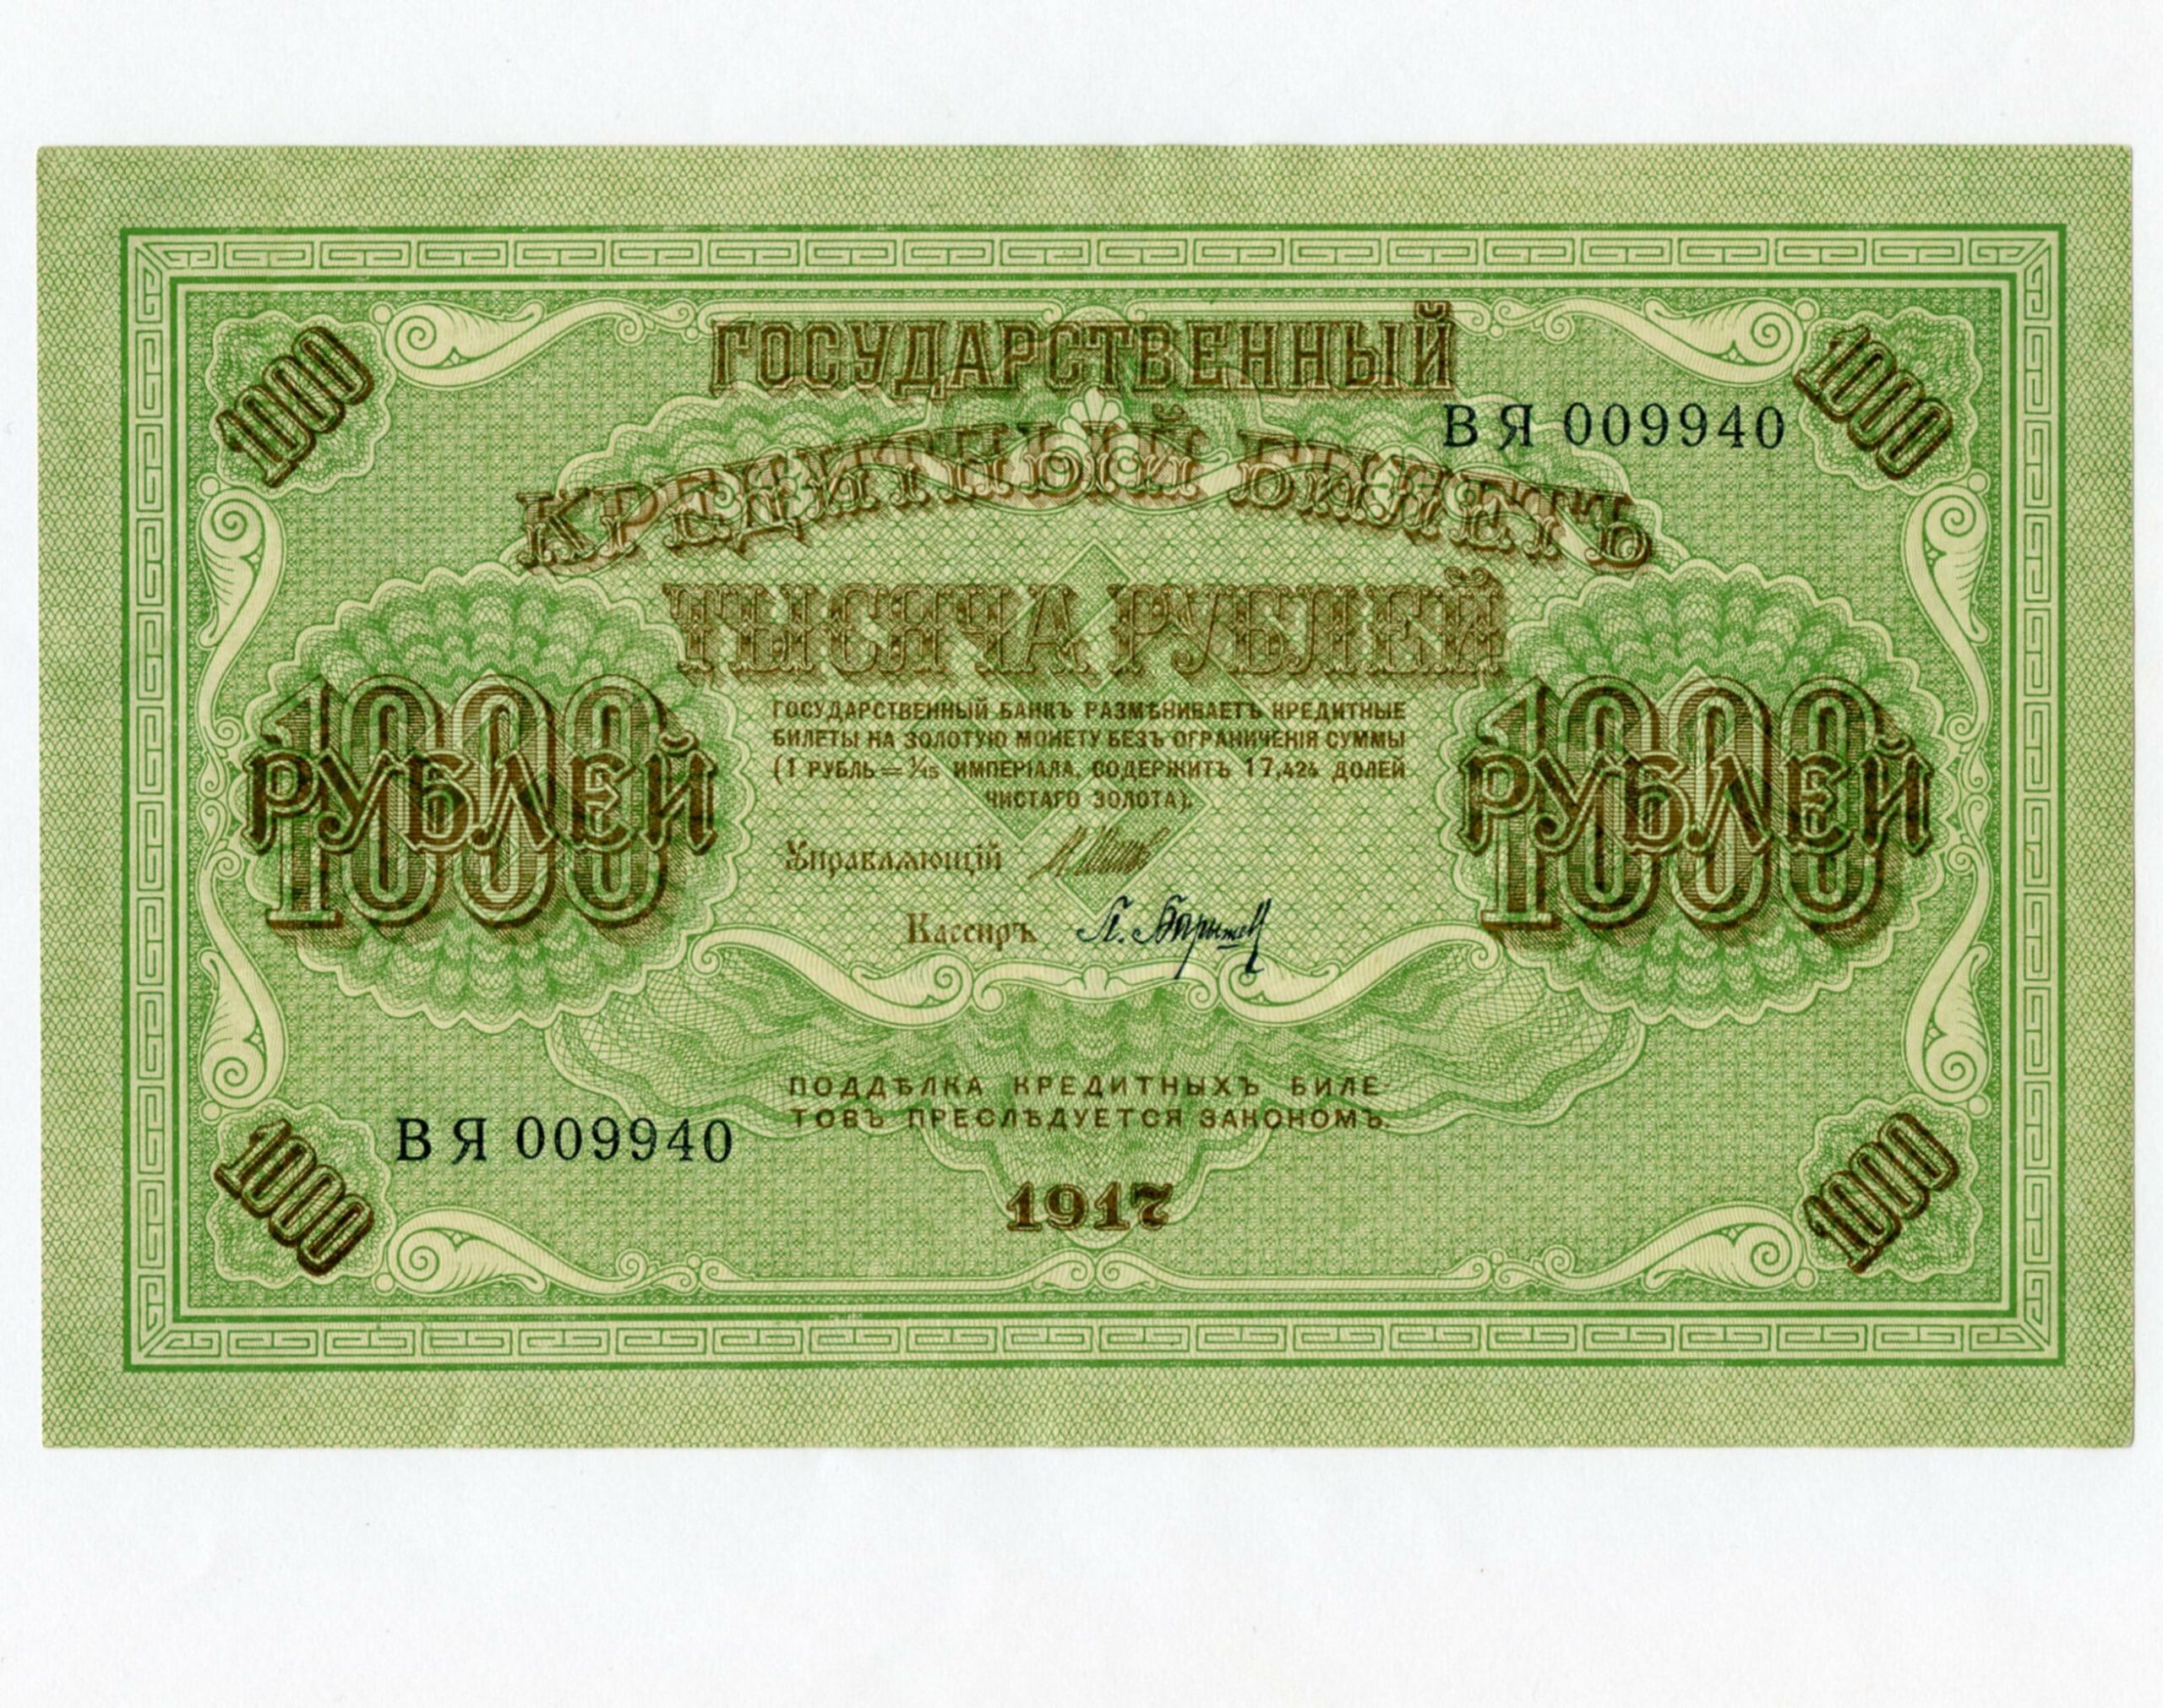 1000
ГОСУДАРСТВЕННЫЙ
1000
ВЯ 009940
КРЕДИТНЫЙ БИЛЕТЪ
ТЫСЯЧА РУБЛЕЙ
1000
РУБЛЕЙ
1000
РУБЛЕЙ
ГОСУДАРСТВЕННЫЙ БАНКЪ РАЗМѢНИВАЕТЪ КРЕДИТНЫЕ
БИЛЕТЫ НА ЗОЛОТУЮ МОНЕТУ БЕЗЪ ОГРАНИЧЕНІЯ СУММЫ
(1 РУБЛЬ = 1/15 ИМПЕРІАЛА, СОДЕРЖИТЪ 17,424 ДОЛЕЙ
ЧИСТАГО ЗОЛОТА).
Управляющій
Кассиръ
ПОДДѢЛКА КРЕДИТНЫХЪ БИЛЕ-
ТОВЪ ПРЕСЛѢДУЕТСЯ ЗАКОНОМЪ.
ВЯ 009940
1000
1917
1000